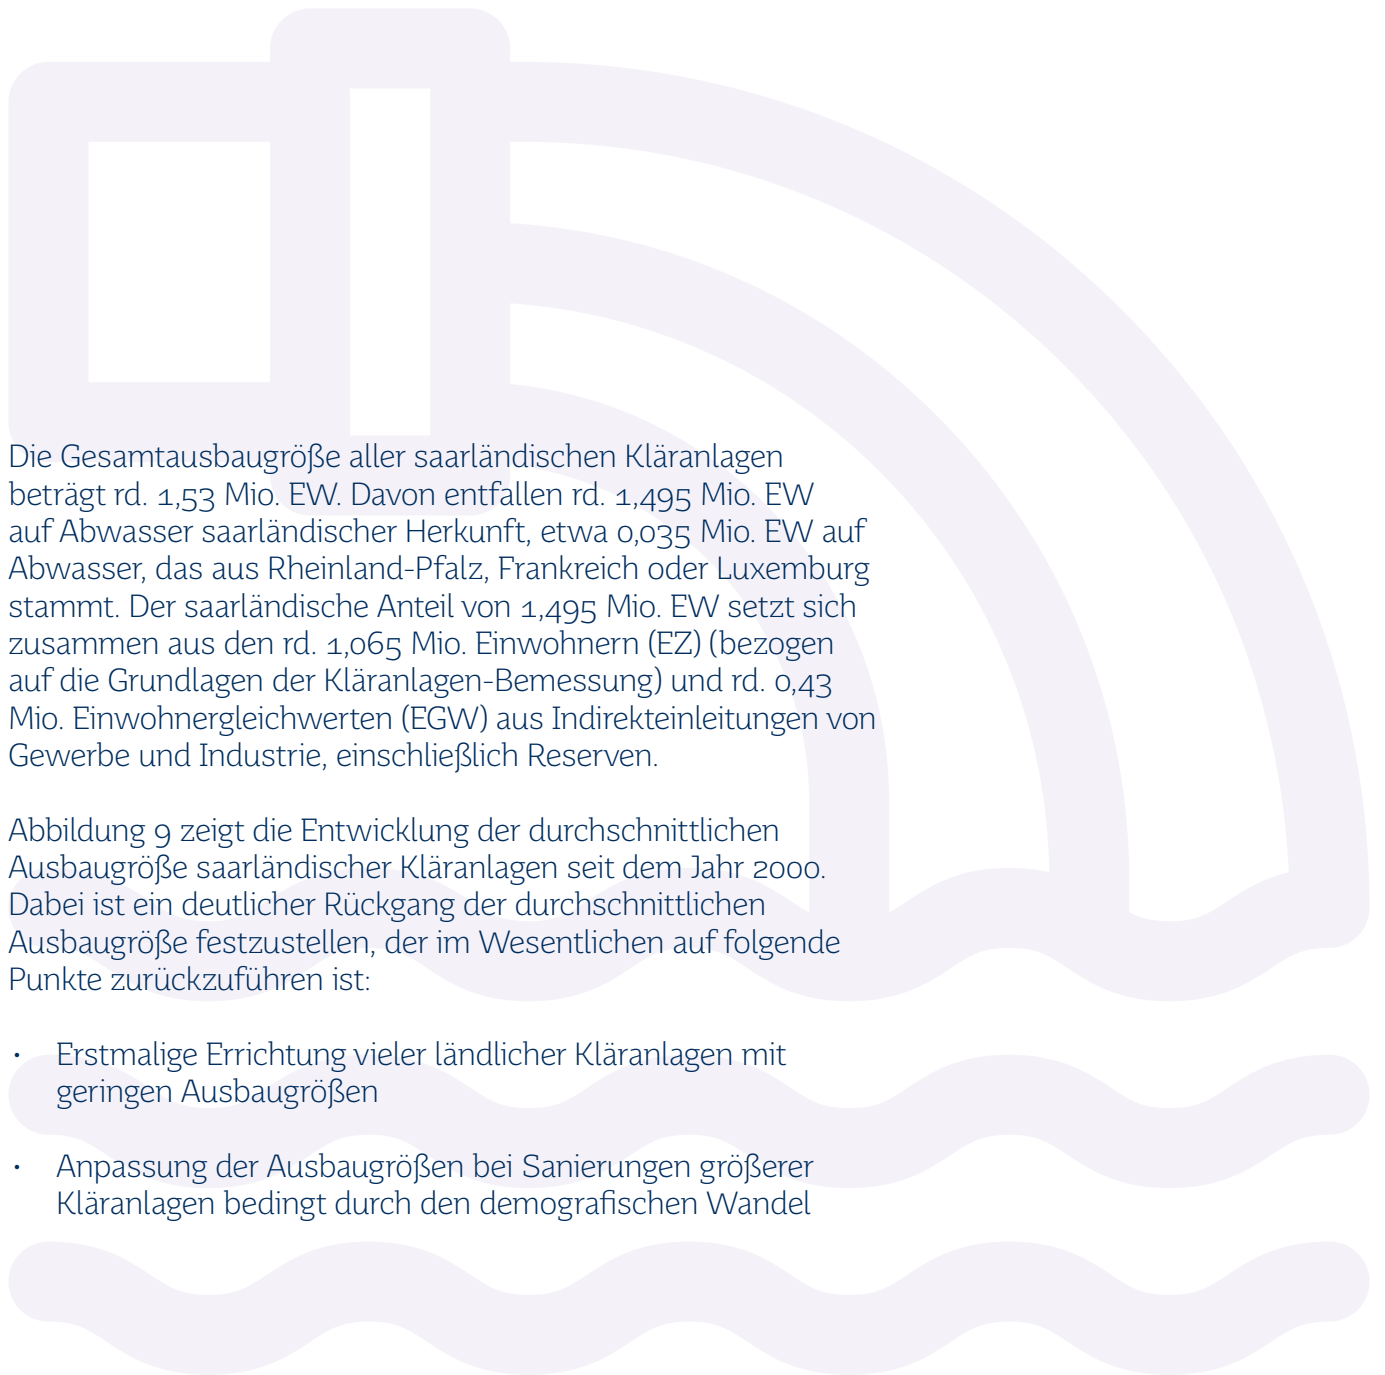 Die Gesamtausbaugröße aller saarländischen Kläranlagen
beträgt rd. 1,53 Mio. EW. Davon entfallen rd. 1,495 Mio. EW
auf Abwasser saarländischer Herkunft, etwa 0,035 Mio. EW auf
Abwasser, das aus Rheinland-Pfalz, Frankreich oder Luxemburg
stammt. Der saarländische Anteil von 1,495 Mio. EW setzt sich
zusammen aus den rd. 1,065 Mio. Einwohnern (EZ) (bezogen
auf die Grundlagen der Kläranlagen-Bemessung) und rd. 0,43
Mio. Einwohnergleichwerten (EGW) aus Indirekteinleitungen von
Gewerbe und Industrie, einschließlich Reserven.
Abbildung 9 zeigt die Entwicklung der durchschnittlichen
Ausbaugröße saarländischer Kläranlagen seit dem Jahr 2000.
Dabei ist ein deutlicher Rückgang der durchschnittlichen
Ausbaugröße festzustellen, der im Wesentlichen auf folgende
Punkte zurückzuführen ist:
• Erstmalige Errichtung vieler ländlicher Kläranlagen mit
geringen Ausbaugrößen
• Anpassung der Ausbaugrößen bei Sanierungen größerer
Kläranlagen bedingt durch den demografischen Wandel